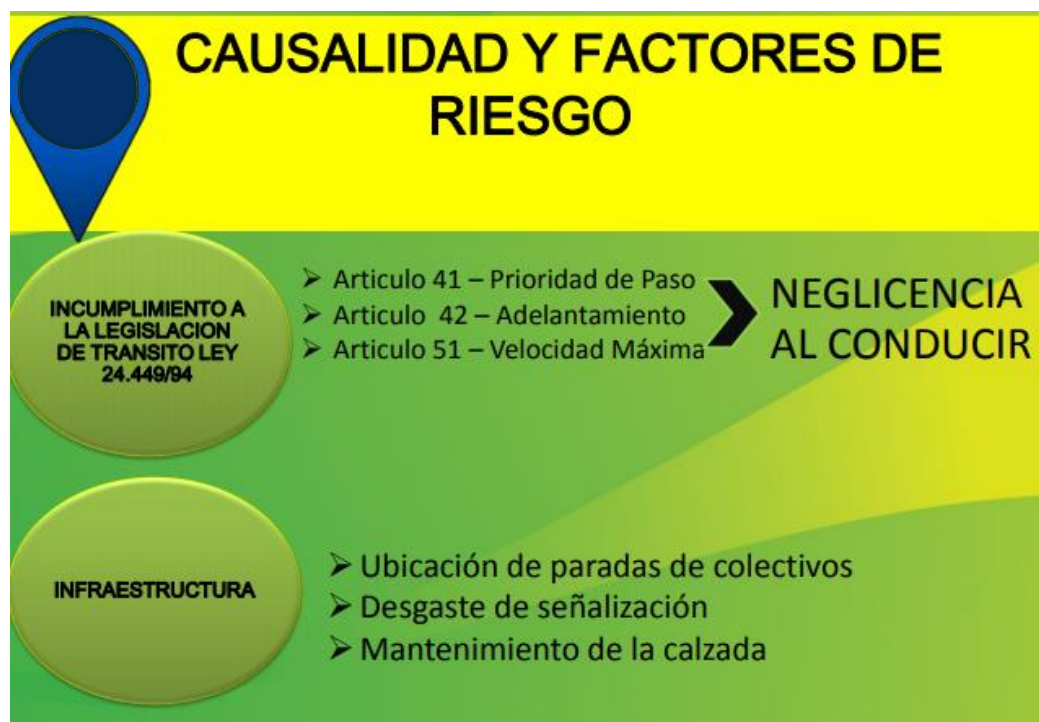 CAUSALIDAD Y FACTORES DE
RIESGO
INCUMPLIMIENTO A
LA LEGISLACION
DE TRANSITO LEY
24.449/94
➢ Articulo 41 – Prioridad de Paso
➢ Articulo 42 – Adelantamiento
➢ Articulo 51 – Velocidad Máxima
NEGLICENCIA
AL CONDUCIR
INFRAESTRUCTURA
➢ Ubicación de paradas de colectivos
➢ Desgaste de señalización
➢ Mantenimiento de la calzada